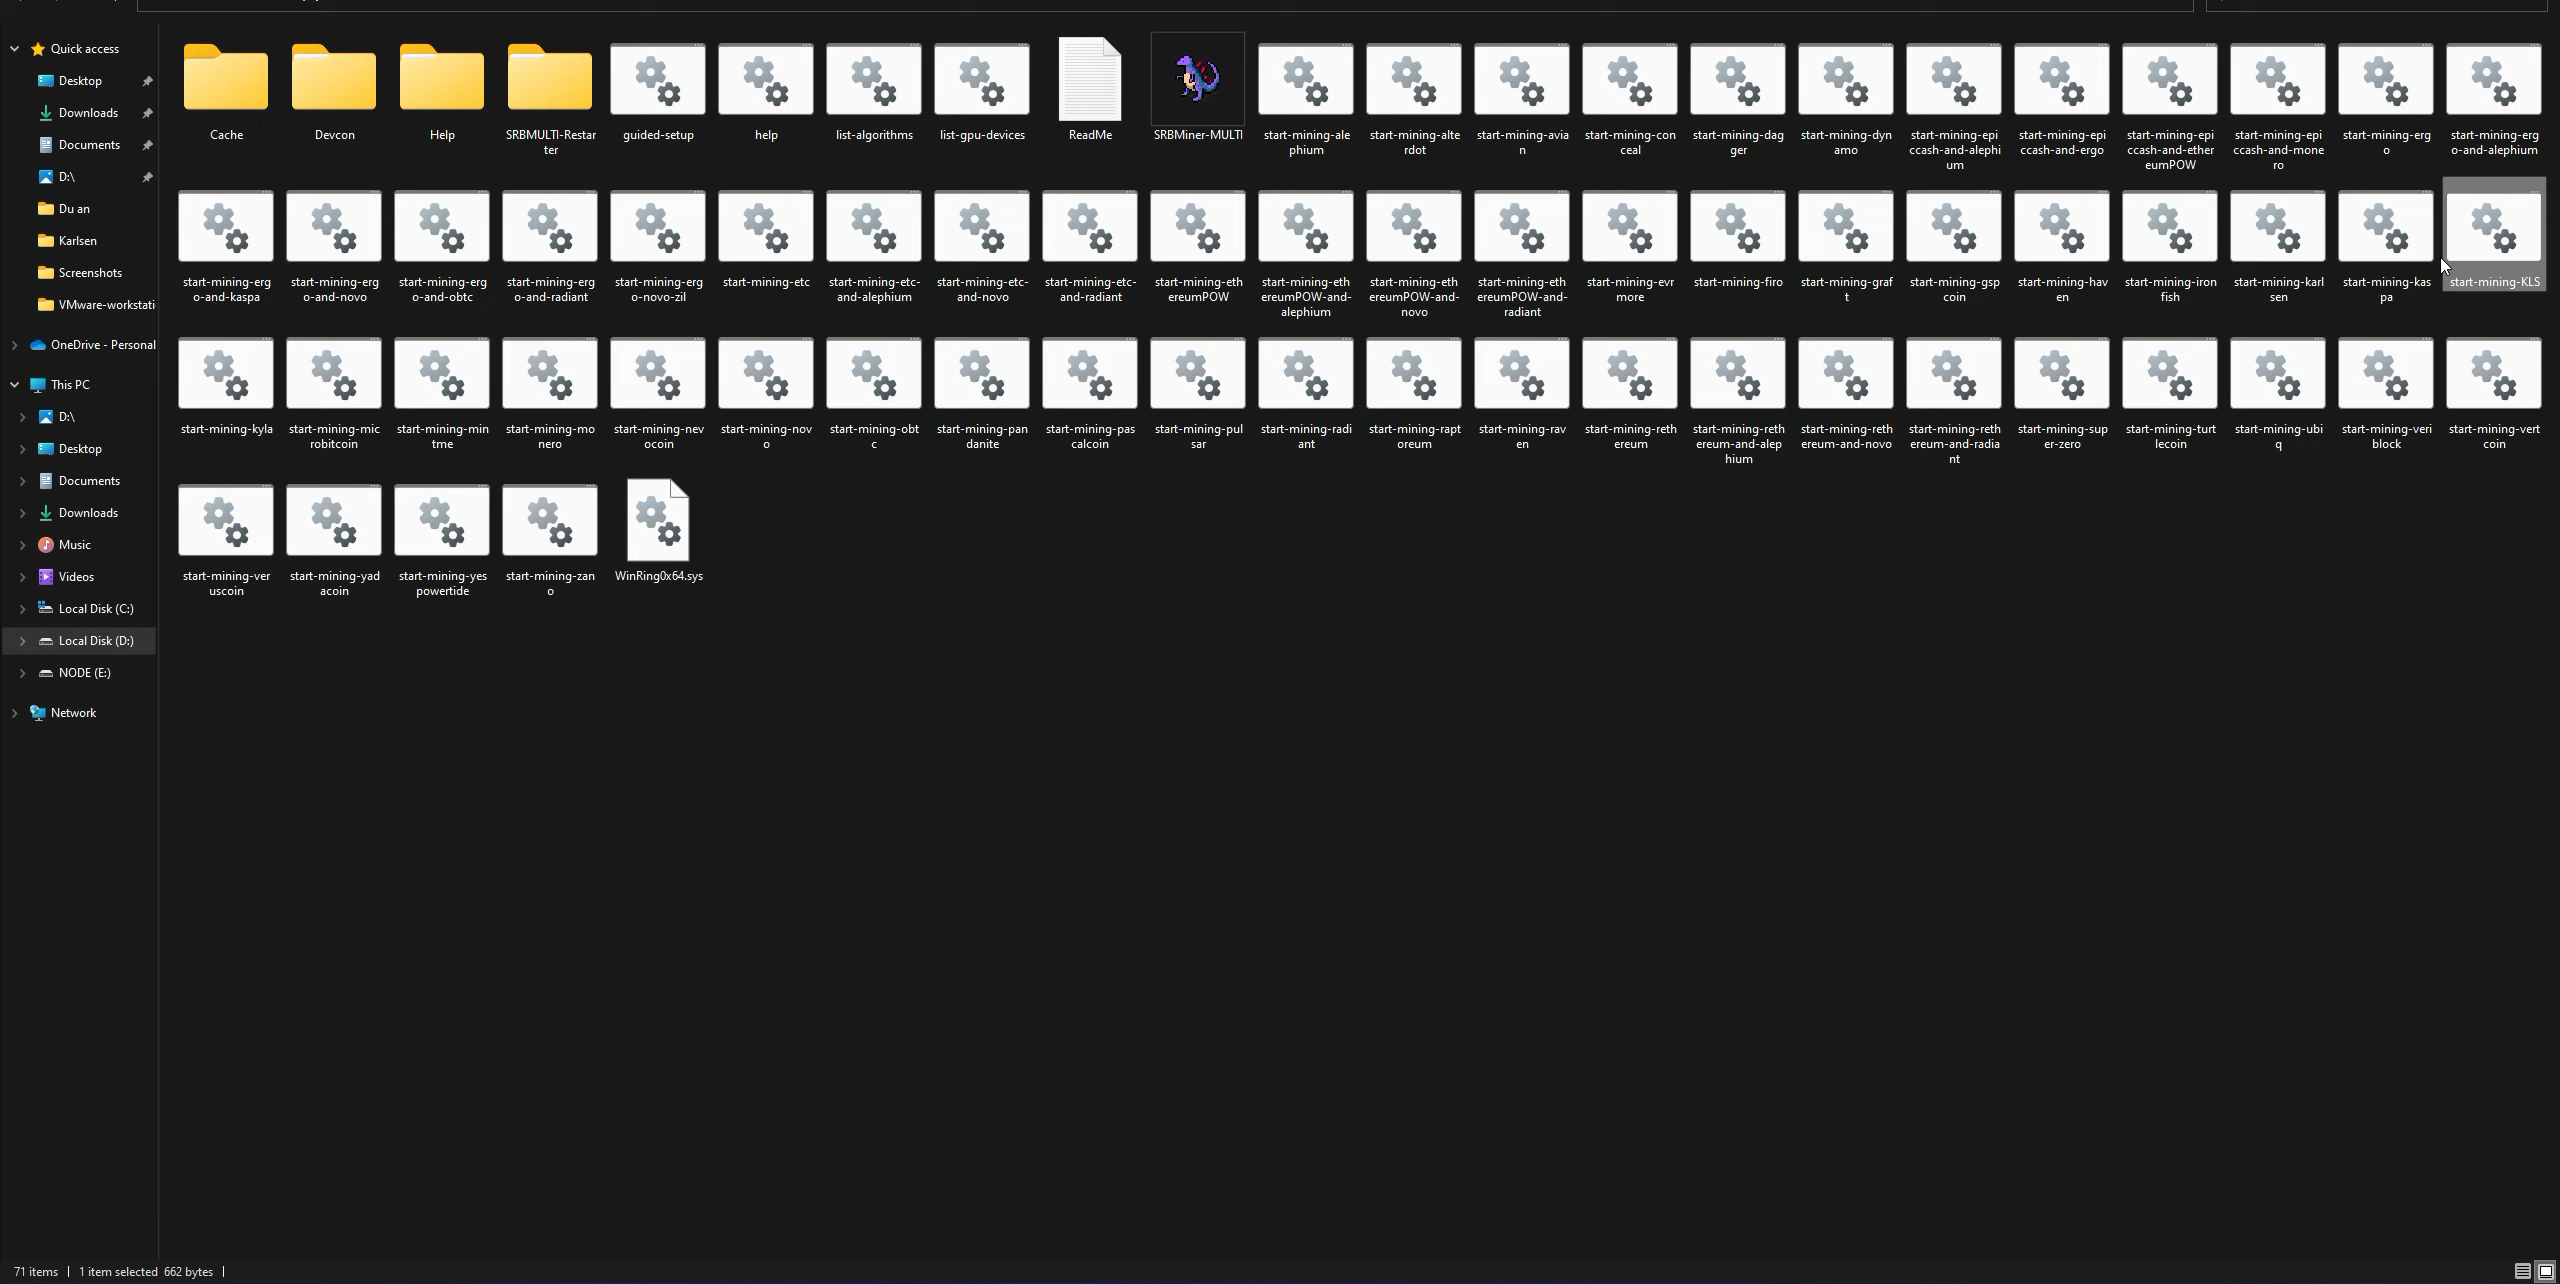 Quick access
Desktop
Downloads
Documents
D:\
Du an
Karlsen
Screenshots
VMware-workstati
OneDrive - Personal
This PC
D:\
Desktop
Documents
Downloads
Music
Videos
Local Disk (C:)
Local Disk (D:)
NODE (E:)
Network
Cache
Devcon
Help
SRBMULTI-Restar
ter
guided-setup
help
list-algorithms
list-gpu-devices
ReadMe
SRBMiner-MULTI
start-mining-ale
phium
start-mining-alte
rdot
start-mining-avia
n
start-mining-con
ceal
start-mining-dag
ger
start-mining-dyn
amo
start-mining-epi
ccash-and-alephi
um
start-mining-epi
ccash-and-ergo
start-mining-epi
ccash-and-ether
eumPOW
start-mining-epi
ccash-and-mone
ro
start-mining-erg
o
start-mining-erg
o-and-alephium
start-mining-erg
o-and-kaspa
start-mining-erg
o-and-novo
start-mining-erg
o-and-obtc
start-mining-erg
o-and-radiant
start-mining-erg
o-novo-zil
start-mining-etc
start-mining-etc-
and-alephium
start-mining-etc-
and-novo
start-mining-etc-
and-radiant
start-mining-eth
ereumPOW
start-mining-eth
ereumPOW-and-
alephium
start-mining-eth
ereumPOW-and-
novo
start-mining-eth
ereumPOW-and-
radiant
start-mining-evr
more
start-mining-firo
start-mining-graf
t
start-mining-gsp
coin
start-mining-hav
en
start-mining-iron
fish
start-mining-karl
sen
start-mining-kas
pa
start-mining-KLS
start-mining-kyla
start-mining-mic
robitcoin
start-mining-min
tme
start-mining-mo
nero
start-mining-nev
ocoin
start-mining-nov
o
start-mining-obt
c
start-mining-pan
danite
start-mining-pas
calcoin
start-mining-pul
sar
start-mining-radi
ant
start-mining-rapt
oreum
start-mining-rav
en
start-mining-reth
ereum
start-mining-reth
ereum-and-alep
hium
start-mining-reth
ereum-and-novo
start-mining-reth
ereum-and-radia
nt
start-mining-sup
er-zero
start-mining-turt
lecoin
start-mining-ubi
q
start-mining-veri
block
start-mining-vert
coin
start-mining-ver
uscoin
start-mining-yad
acoin
start-mining-yes
powertide
start-mining-zan
o
WinRing0x64.sys
71 items
1 item selected 662 bytes